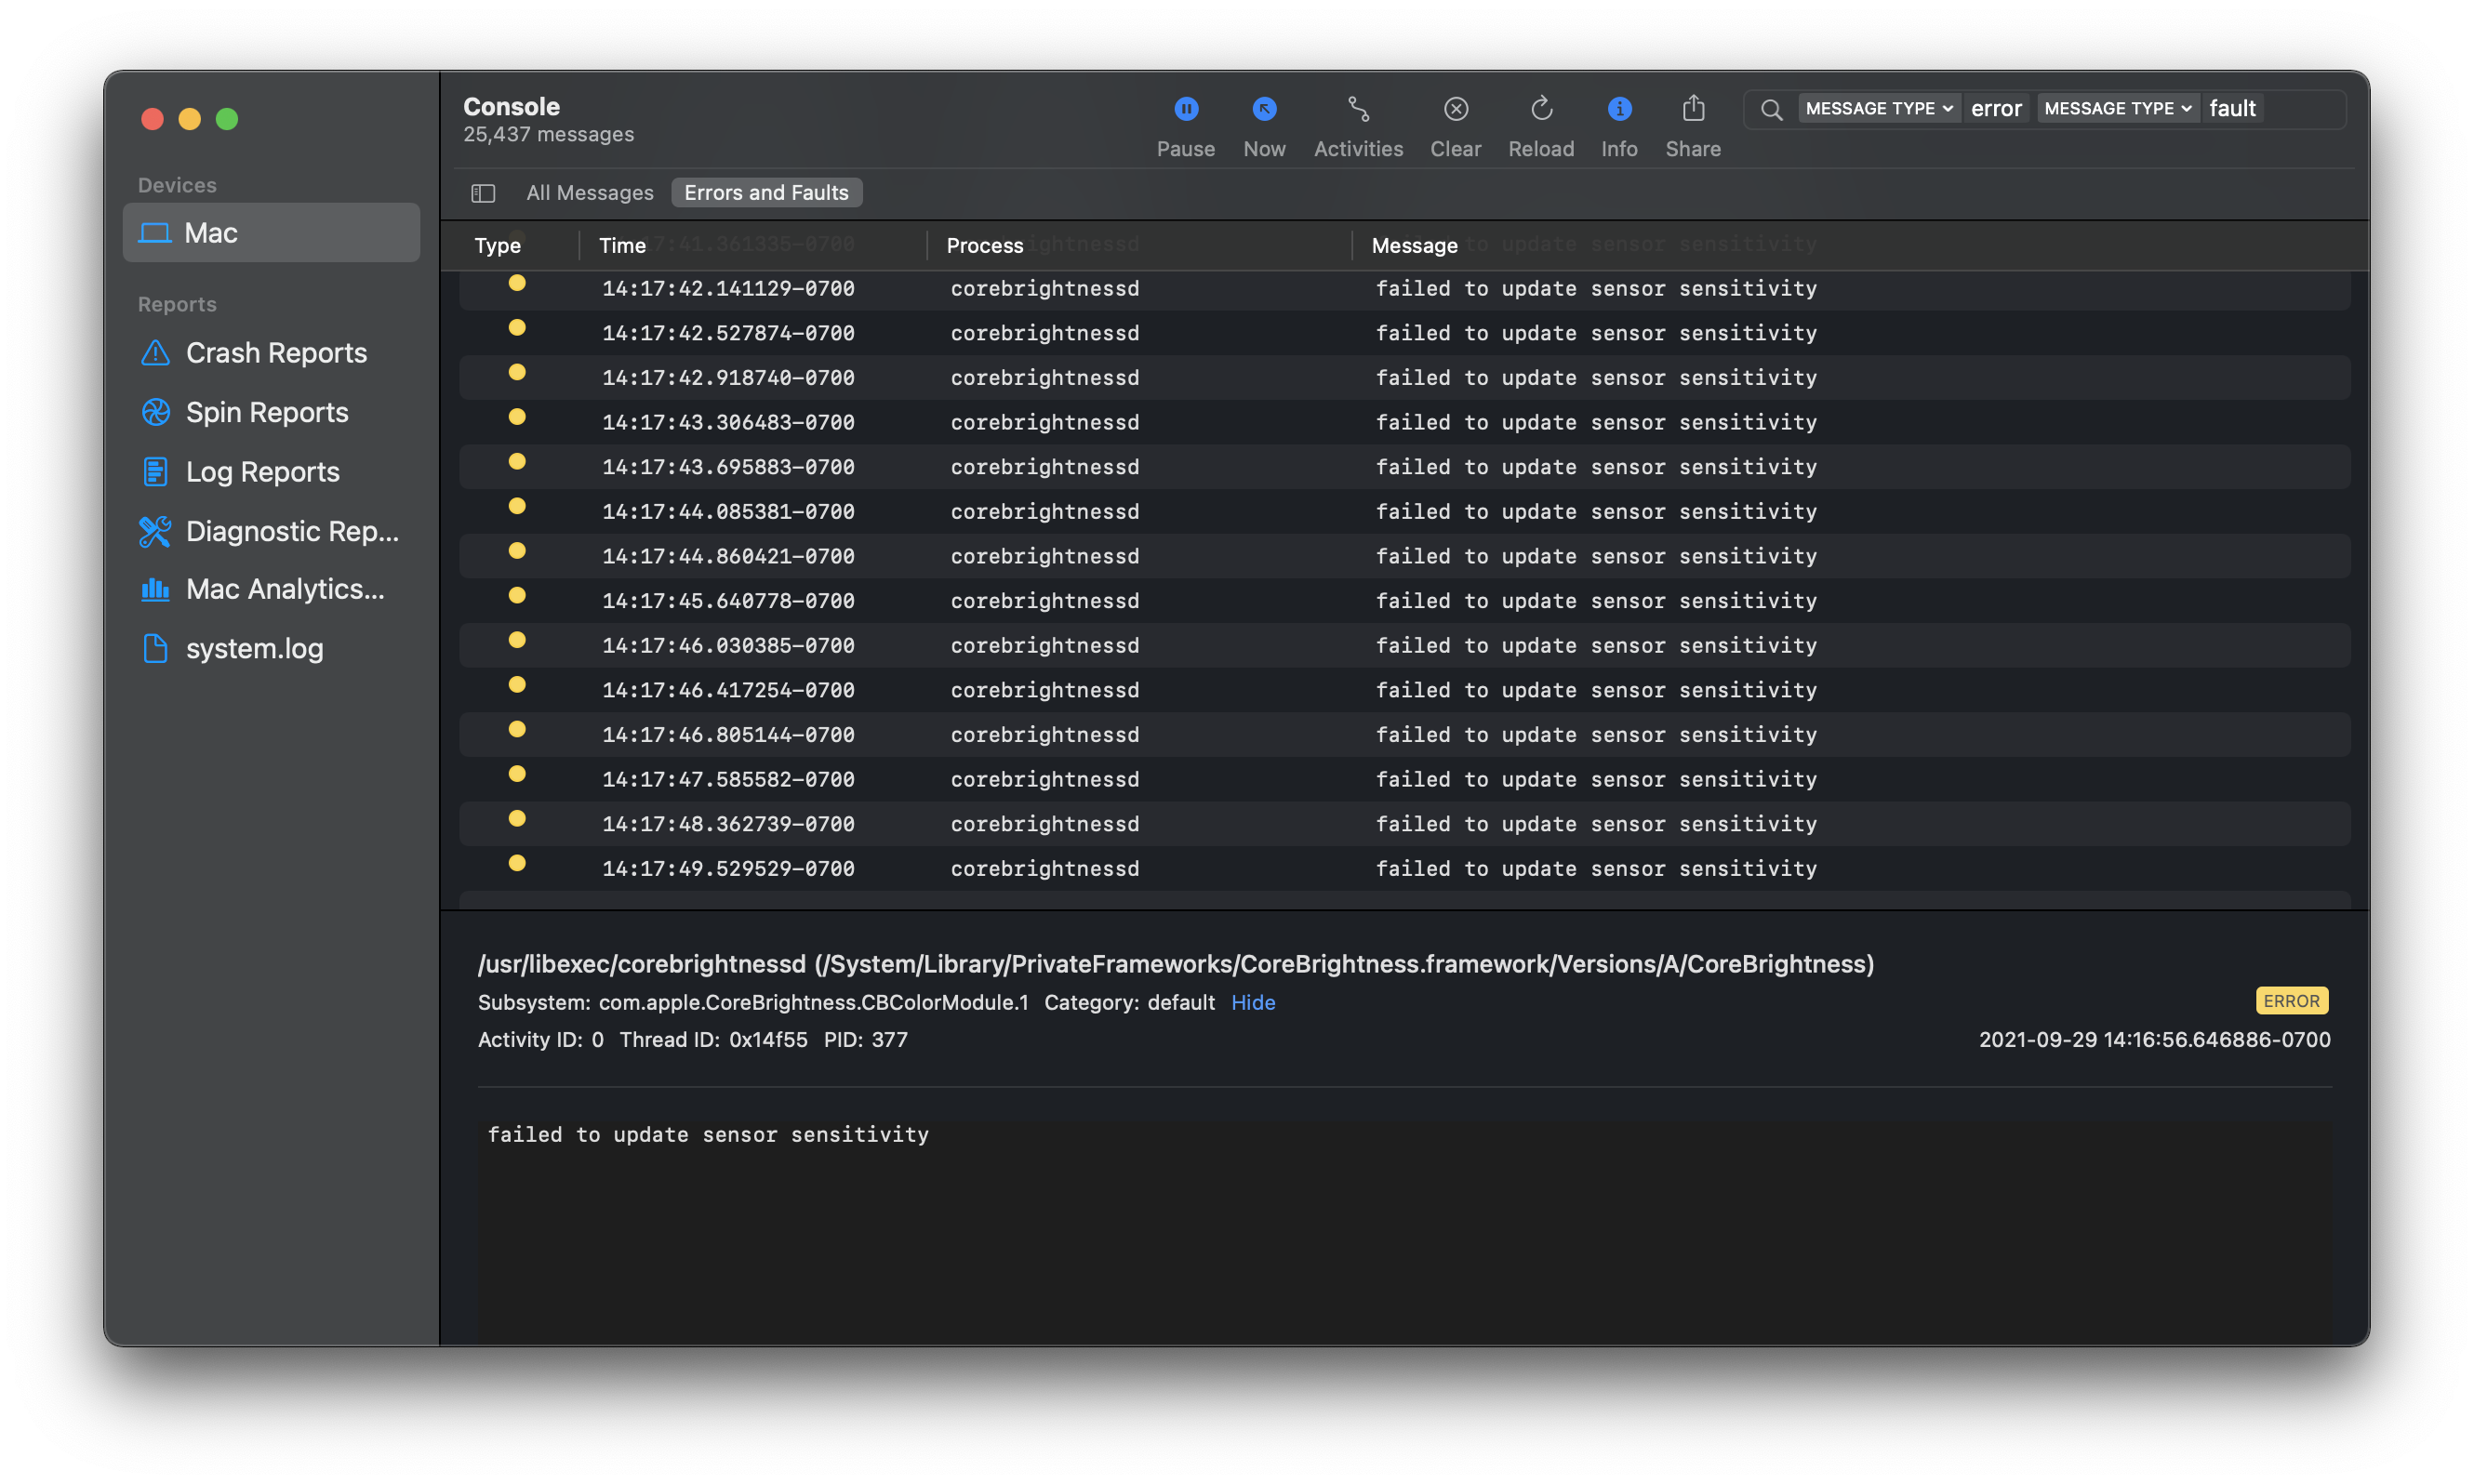 Devices
Mac
Reports
Crash Reports
Spin Reports
Log Reports
Diagnostic Rep...
Mac Analytics...
system.log
Console
25,437 messages
Pause Now Activities Clear Reload Info Share
MESSAGE TYPE error MESSAGE TYPE fault
All Messages Errors and Faults
Type Time Process Message
17:41.361335-0700 to update sensor sensitivity
14:17:42.141129-0700 corebrightnessd failed to update sensor sensitivity
14:17:42.527874-0700 corebrightnessd failed to update sensor sensitivity
14:17:42.918740-0700 corebrightnessd failed to update sensor sensitivity
14:17:43.306483-0700 corebrightnessd failed to update sensor sensitivity
14:17:43.695883-0700 corebrightnessd failed to update sensor sensitivity
14:17:44.085381-0700 corebrightnessd failed to update sensor sensitivity
14:17:44.860421-0700 corebrightnessd failed to update sensor sensitivity
14:17:45.640778-0700 corebrightnessd failed to update sensor sensitivity
14:17:46.030385-0700 corebrightnessd failed to update sensor sensitivity
14:17:46.417254-0700 corebrightnessd failed to update sensor sensitivity
14:17:46.805144-0700 corebrightnessd failed to update sensor sensitivity
14:17:47.585582-0700 corebrightnessd failed to update sensor sensitivity
14:17:48.362739-0700 corebrightnessd failed to update sensor sensitivity
14:17:49.529529-0700 corebrightnessd failed to update sensor sensitivity
/usr/libexec/corebrightnessd (/System/Library/PrivateFrameworks/CoreBrightness.framework/Versions/A/CoreBrightness)
Subsystem: com.apple.CoreBrightness.CBColorModule.1 Category: default Hide
ERROR
Activity ID: 0 Thread ID: 0x14f55 PID: 377
2021-09-29 14:16:56.646886-0700
failed to update sensor sensitivity